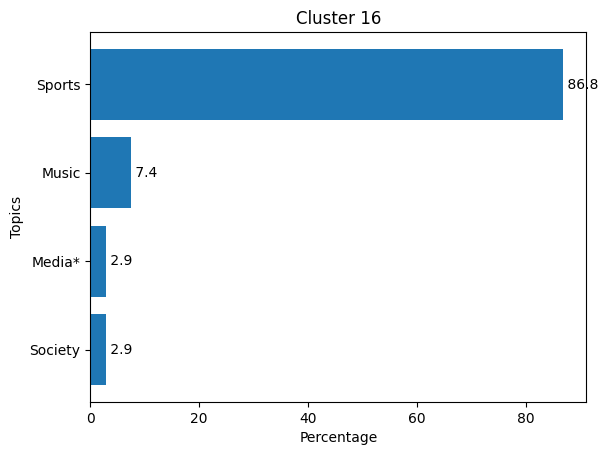 Cluster 16
Topics
Sports
86.8
Music
7.4
Media*
2.9
Society
2.9
0 20 40 60 80
Percentage